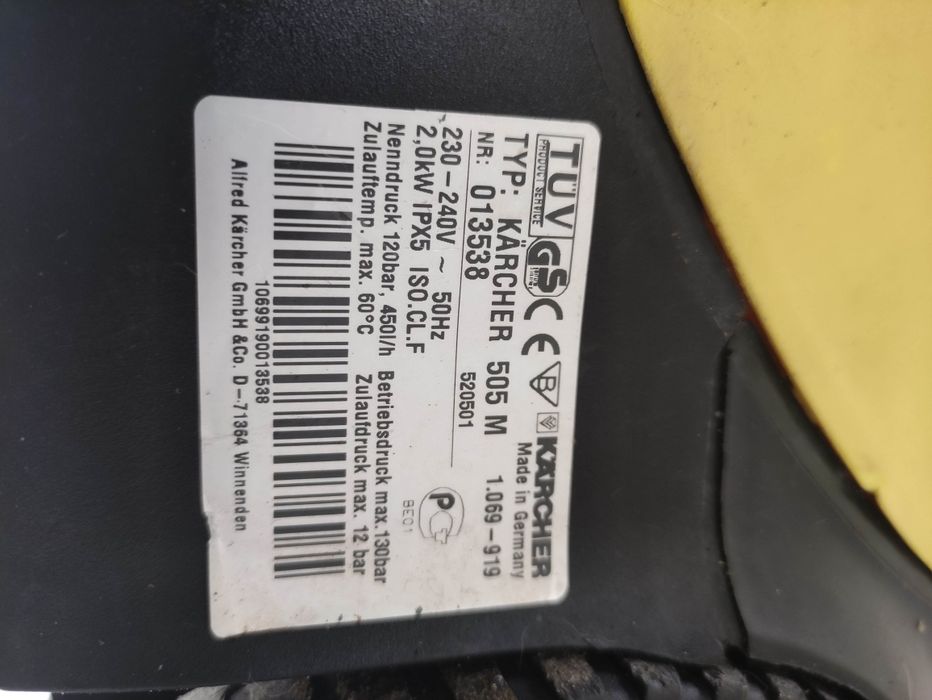 TÜV
PRODUCT SERVICE
GS
CE
B
KÄRCHER
Made in Germany
TYP: KÄRCHER 505 M 1.069-919
NR: 013538
520501
230-240V ~ 50Hz
2,0kW IPX5 ISO.CL.F
Nenndruck 120bar, 450l/h Betriebsdruck max.130bar
Zulauftemp. max. 60°C Zulaufdruck max. 12 bar
P
BE01
10699190013538
Alfred Kärcher GmbH &Co. D-71364 Winnenden